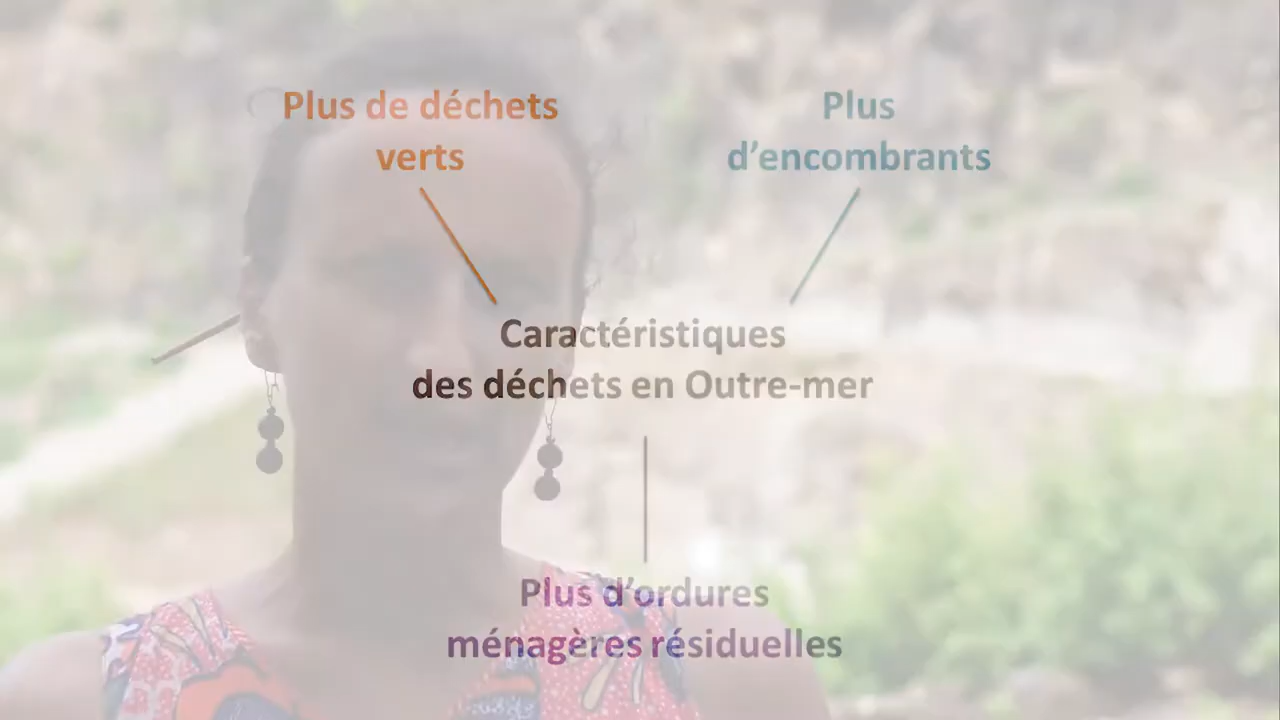 Plus de déchets
verts
Plus
d’encombrants
Caractéristiques
des déchets en Outre-mer
Plus d’ordures
ménagères résiduelles